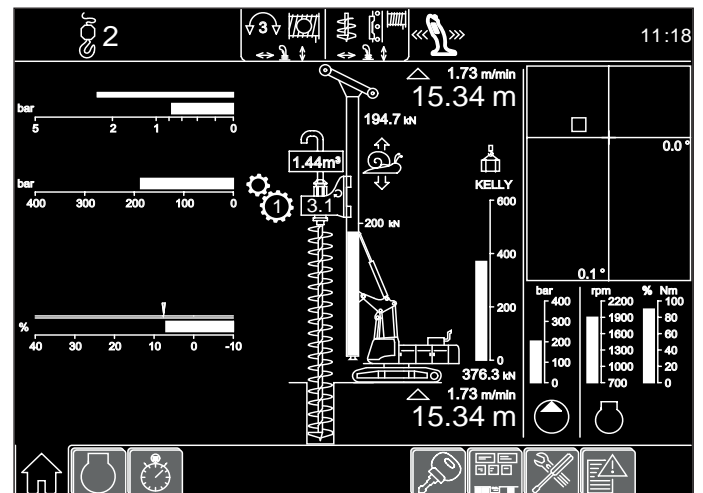 2
3
11:18
1.73 m/min
15.34 m
194.7 kN
bar
5 2 1 0
0.0°
1.44m³
KELLY
bar
400 300 200 100 0
1
3.1
600
200 kN
400
0.1°
bar
400
300
200
100
0
rpm
2200
1900
1600
1300
1000
700
% Nm
100
80
60
40
20
0
200
0
%
40 30 20 10 0 -10
376.3 kN
1.73 m/min
15.34 m